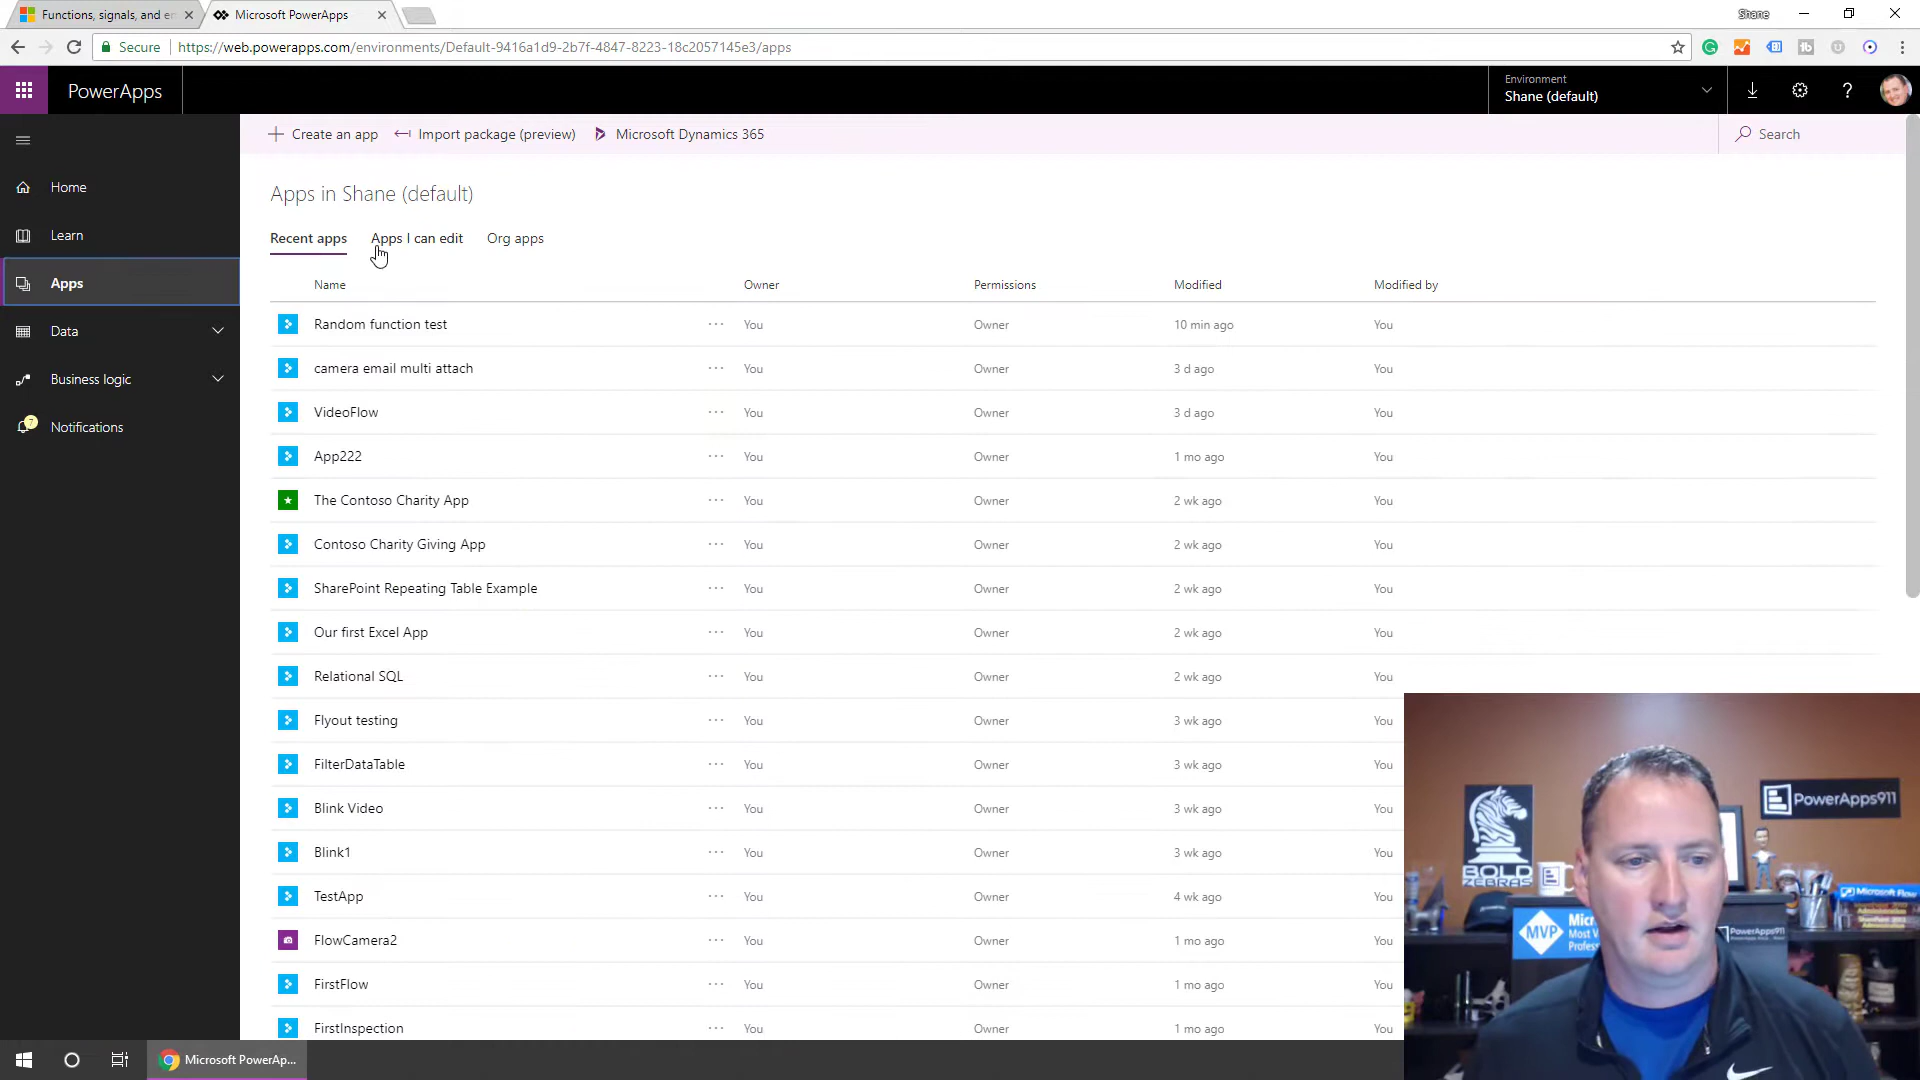 Functions, signals, and e
Microsoft PowerApps
Shane
Secure
https://web.powerapps.com/environments/Default-9416a1d9-2b7f-4847-8223-18c2057145e3/apps
PowerApps
Environment
Shane (default)
Create an app
Import package (preview)
Microsoft Dynamics 365
Search
Home
Learn
Apps
Data
Business logic
7
Notifications
Apps in Shane (default)
Recent apps Apps I can edit Org apps
Name Owner Permissions Modified Modified by
Random function test ... You Owner 10 min ago You
camera email multi attach ... You Owner 3 d ago You
VideoFlow ... You Owner 3 d ago You
App222 ... You Owner 1 mo ago You
The Contoso Charity App ... You Owner 2 wk ago You
Contoso Charity Giving App ... You Owner 2 wk ago You
SharePoint Repeating Table Example ... You Owner 2 wk ago You
Our first Excel App ... You Owner 2 wk ago You
Relational SQL ... You Owner 2 wk ago You
Flyout testing ... You Owner 3 wk ago You
FilterDataTable ... You Owner 3 wk ago You
Blink Video ... You Owner 3 wk ago You
Blink1 ... You Owner 3 wk ago You
TestApp ... You Owner 4 wk ago You
FlowCamera2 ... You Owner 1 mo ago You
FirstFlow ... You Owner 1 mo ago You
FirstInspection ... You Owner 1 mo ago You
PowerApps911
BOLD
ZEBRAS
Microsoft Flow
MVP
Micr
Most V
Profess
PowerApps911
Microsoft PowerAp...